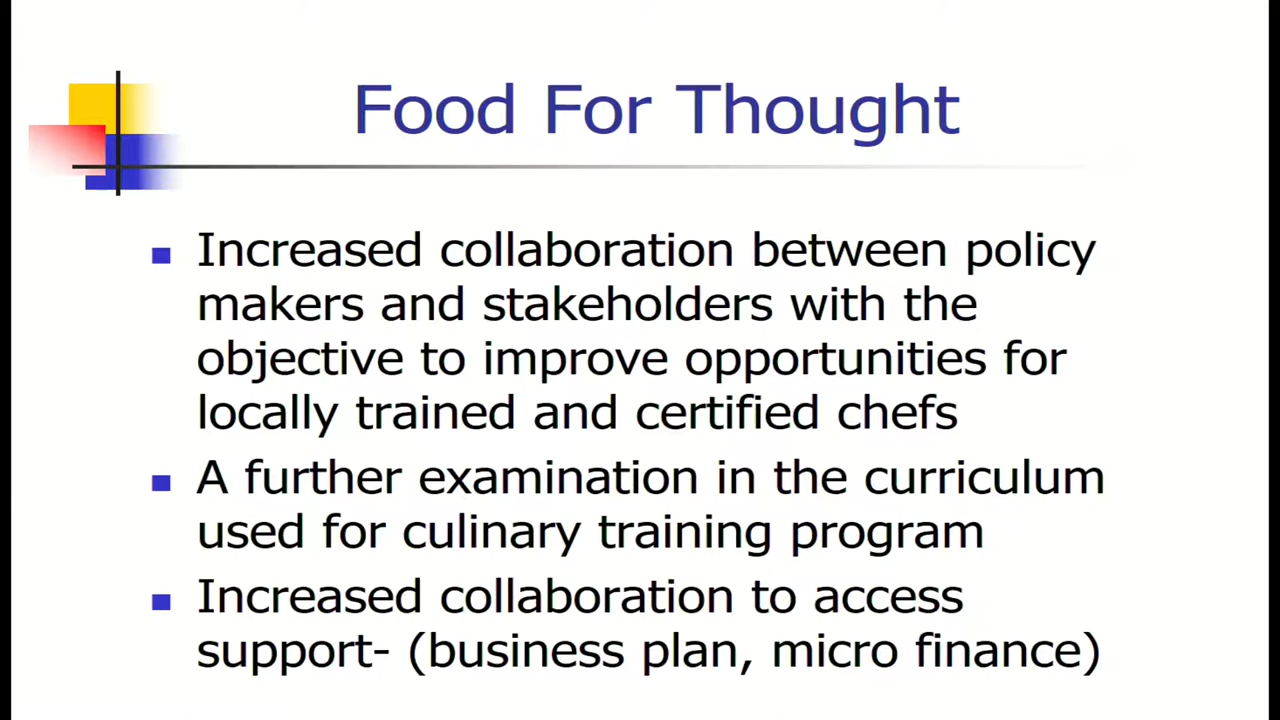 Food For Thought
Increased collaboration between policy
makers and stakeholders with the
objective to improve opportunities for
locally trained and certified chefs
A further examination in the curriculum
used for culinary training program
Increased collaboration to access
support- (business plan, micro finance)